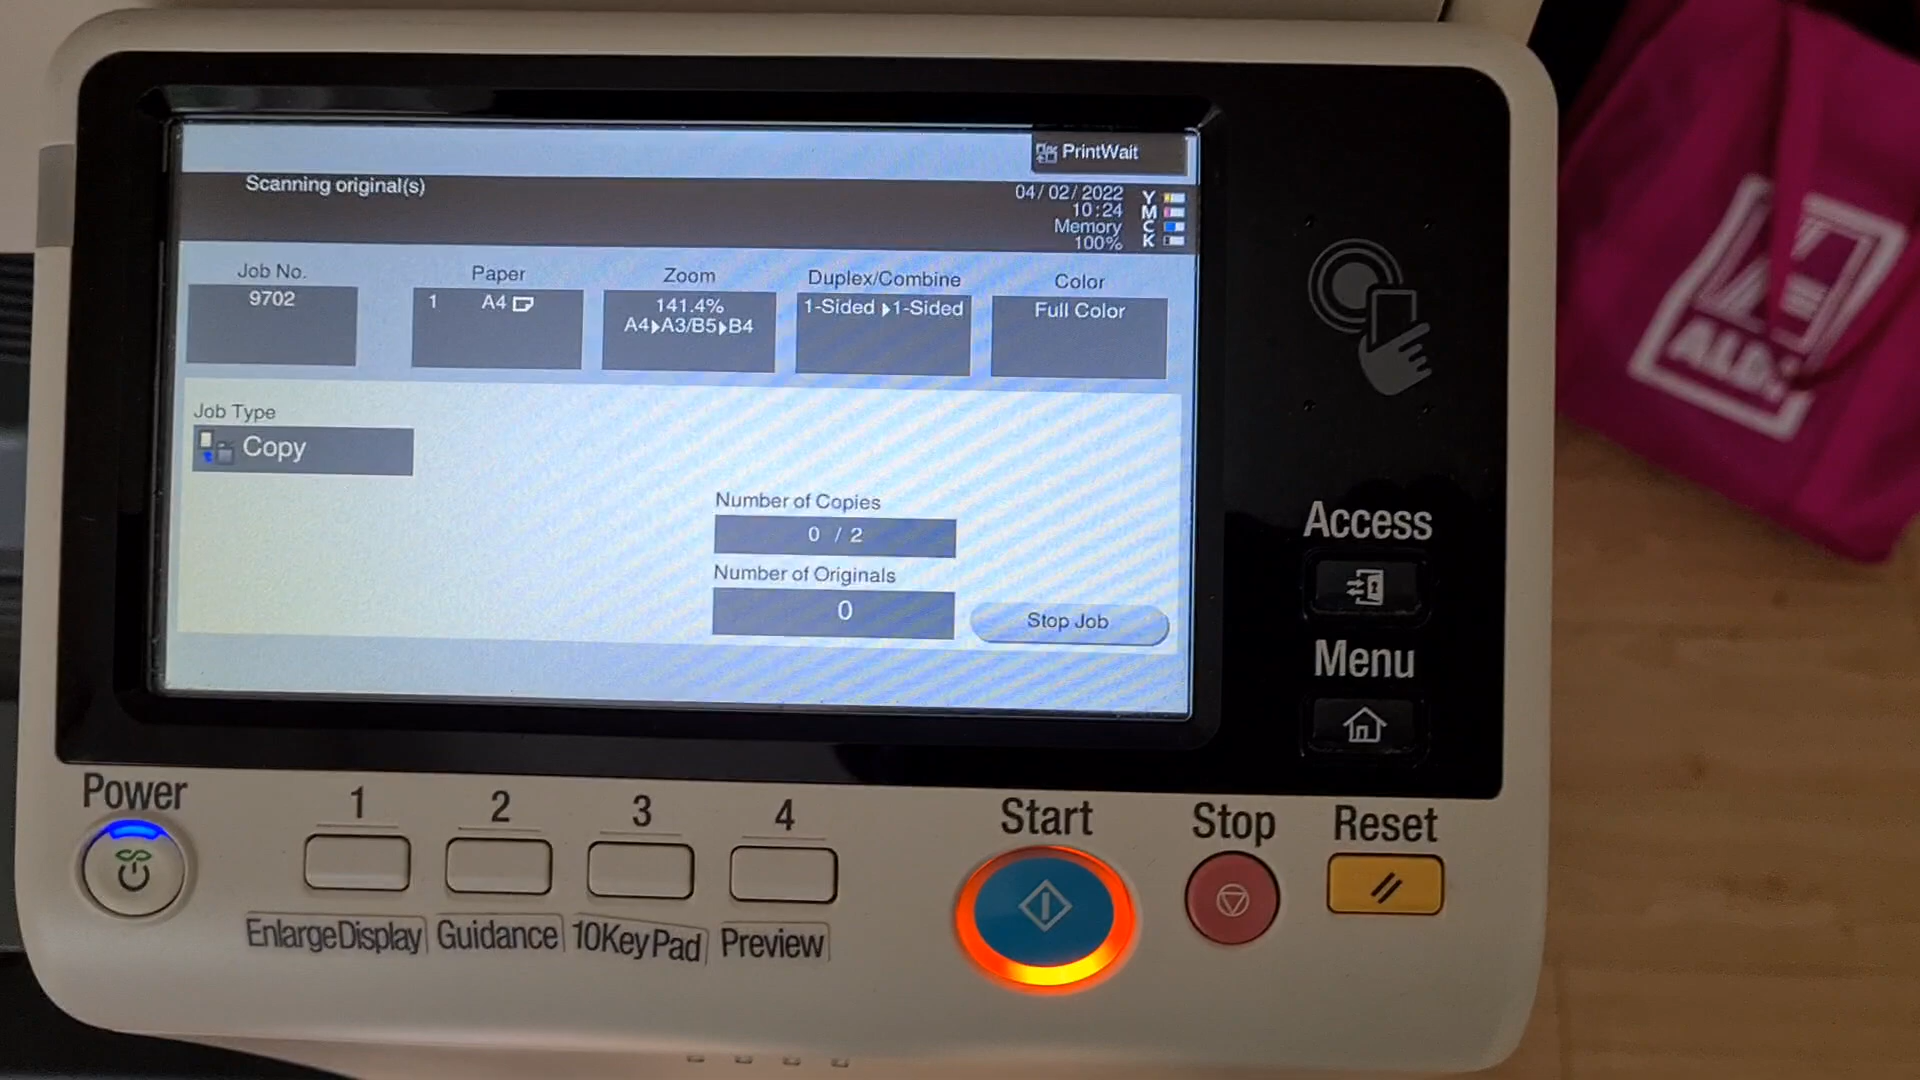 PrintWait
Scanning original(s)
04/02/2022
10:24
Memory
100%
Y
M
C
K
Job No.
9702
Paper
1 A4
Zoom
141.4%
A4▸A3/B5▸B4
Duplex/Combine
1-Sided ▸1-Sided
Color
Full Color
Job Type
Copy
Number of Copies
0 / 2
Number of Originals
0
Stop Job
Access
Menu
Power
1
2
3
4
Start
Stop
Reset
EnlargeDisplay
Guidance
10KeyPad
Preview
ALDI